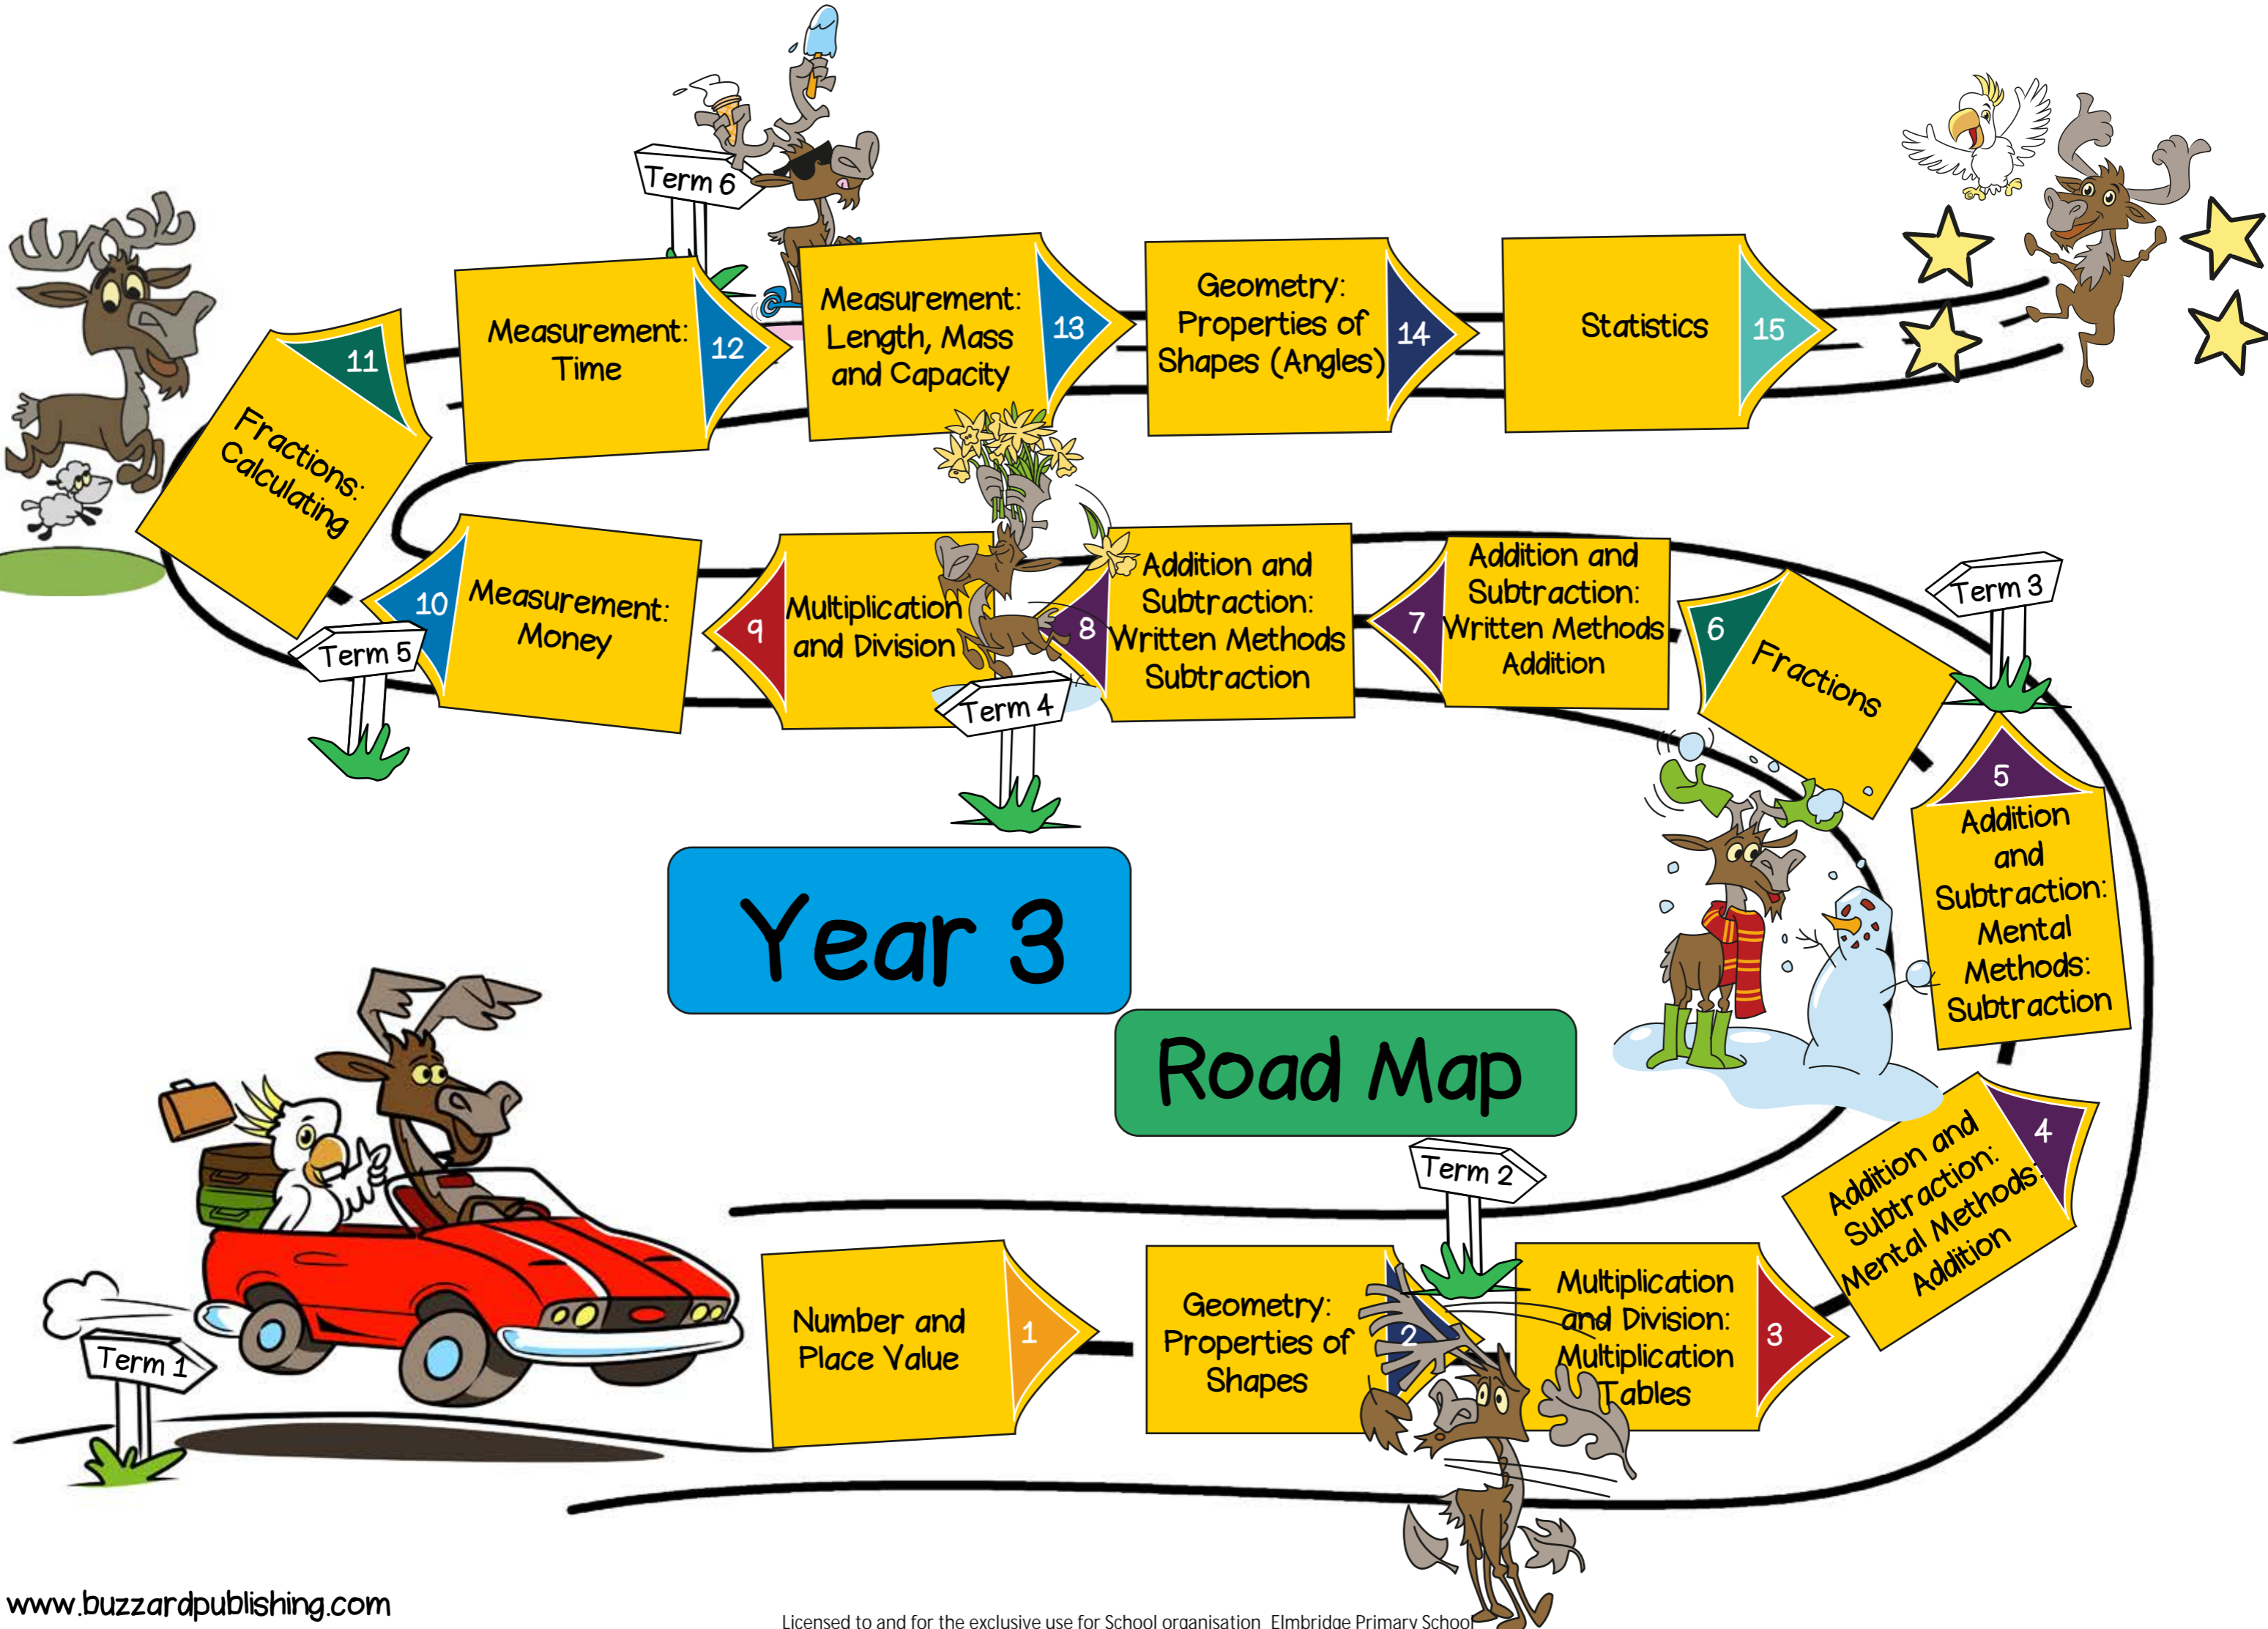 Year 3
Road Map
Term 1
Number and
Place Value
1
Geometry:
Properties of
Shapes
2
Term 2
Multiplication
and Division:
Multiplication
Tables
3
Addition and
Subtraction:
Mental Methods:
Addition
4
5
Addition
and
Subtraction:
Mental
Methods:
Subtraction
Term 3
6
Fractions
7
Addition and
Subtraction:
Written Methods
Addition
8
Addition and
Subtraction:
Written Methods
Subtraction
Term 4
9
Multiplication
and Division
10
Measurement:
Money
Term 5
11
Fractions:
Calculating
Measurement:
Time
12
Term 6
Measurement:
Length, Mass
and Capacity
13
Geometry:
Properties of
Shapes (Angles)
14
Statistics
15
www.buzzardpublishing.com
Licensed to and for the exclusive use for School organisation Elmbridge Primary School